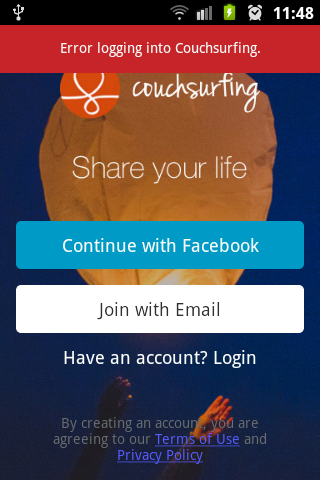 11:48
Error logging into Couchsurfing.
couchsurfing
Share your life
Continue with Facebook
Join with Email
Have an account? Login
By creating an account, you are
agreeing to our Terms of Use and
Privacy Policy